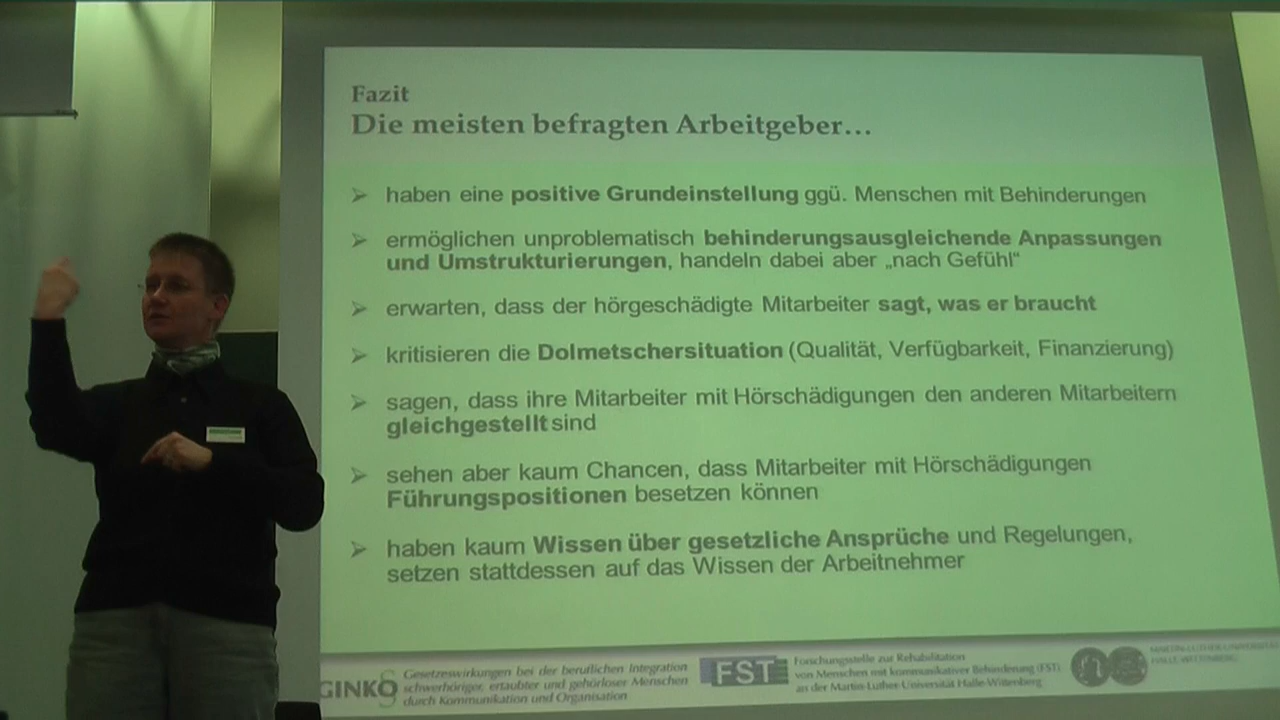 Fazit
Die meisten befragten Arbeitgeber…
➢ haben eine positive Grundeinstellung ggü. Menschen mit Behinderungen
➢ ermöglichen unproblematisch behinderungsausgleichende Anpassungen
und Umstrukturierungen, handeln dabei aber „nach Gefühl“
➢ erwarten, dass der hörgeschädigte Mitarbeiter sagt, was er braucht
➢ kritisieren die Dolmetschersituation (Qualität, Verfügbarkeit, Finanzierung)
➢ sagen, dass ihre Mitarbeiter mit Hörschädigungen den anderen Mitarbeitern
gleichgestellt sind
➢ sehen aber kaum Chancen, dass Mitarbeiter mit Hörschädigungen
Führungspositionen besetzen können
➢ haben kaum Wissen über gesetzliche Ansprüche und Regelungen,
setzen stattdessen auf das Wissen der Arbeitnehmer
GINKO
Gesetzeswirkungen bei der beruflichen Integration
schwerhöriger, ertaubter und gehörloser Menschen
durch Kommunikation und Organisation
FST
Forschungsstelle zur Rehabilitation
von Menschen mit kommunikativer Behinderung (FST)
an der Martin-Luther-Universität Halle-Wittenberg
MARTIN-LUTHER-UNIVERSITÄT
HALLE-WITTENBERG